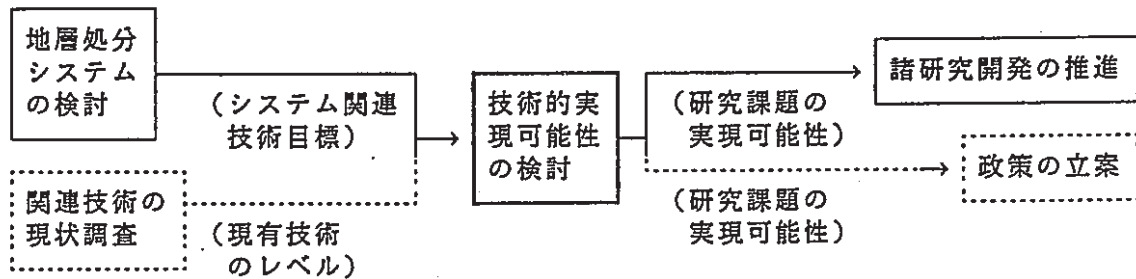 地層処分
システム
の検討
(システム関連
技術目標)
関連技術の
現状調査
(現有技術
のレベル)
技術的実
現可能性
の検討
(研究課題の
実現可能性)
諸研究開発の推進
(研究課題の
実現可能性)
政策の立案